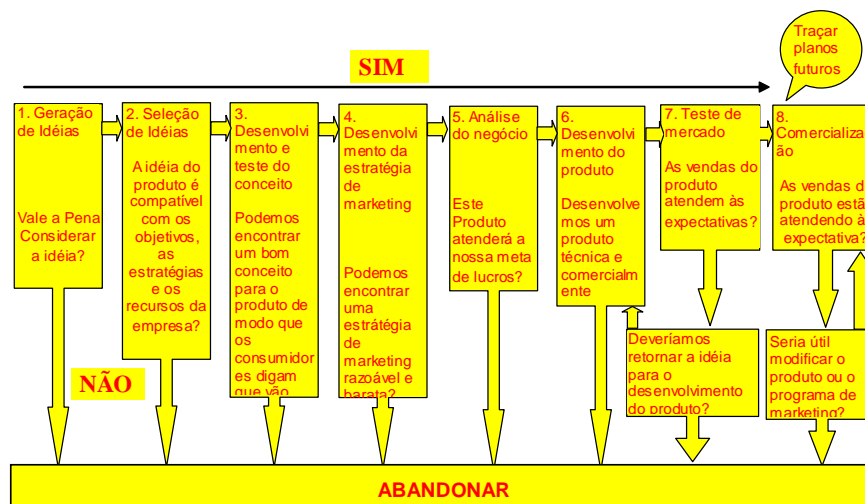 Traçar
planos
futuros
SIM
1. Geração
de Idéias
Vale a Pena
Considerar
a idéia?
2. Seleção
de Idéias
A idéia do
produto é
compatível
com os
objetivos,
as
estratégias
e os
recursos da
empresa?
3.
Desenvolvi
mento e
teste do
conceito
Podemos
encontrar
um bom
conceito
para o
produto de
modo que
os
consumidor
es digam
que vão
4.
Desenvolvi
mento da
estratégia
de
marketing
Podemos
encontrar
uma
estrátégia
de
marketing
razoável e
barata?
5. Análise
do negócio
Este
Produto
atenderá a
nossa meta
de lucros?
6.
Desenvolvi
mento do
produto
Desenvolve
mos um
produto
técnica e
comercialm
ente
7. Teste de
mercado
As vendas do
produto
atendem às
expectativas?
8.
Comercializa
ão
As vendas d
produto estã
atendendo à
expectativa?
Deveríamos
retornar a idéia
para o
desenvolvimento
do produto?
Seria útil
modificar o
produto ou o
programa de
marketing?
NÃO
ABANDONAR